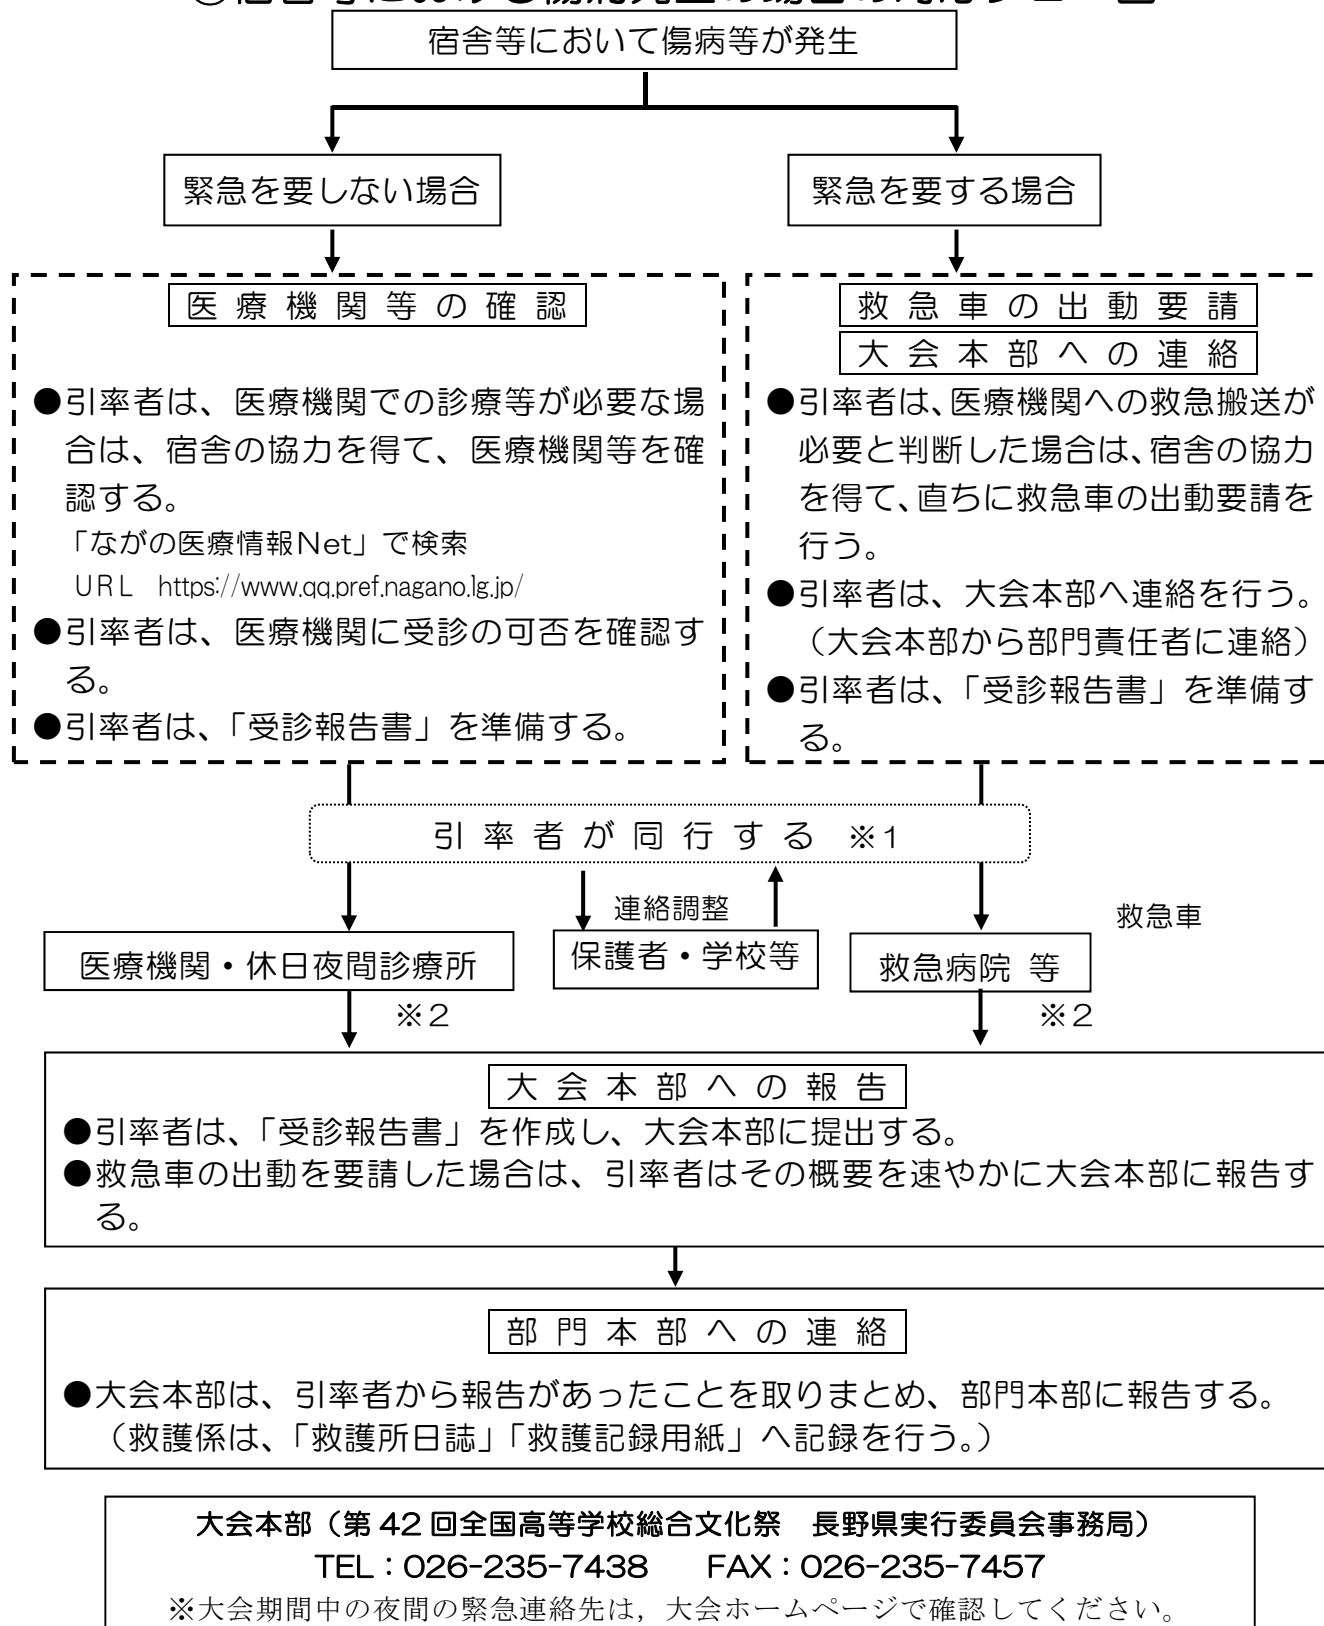 宿舎等において傷病等が発生
緊急を要しない場合
緊急を要する場合
医療機関等の確認
●引率者は、医療機関での診療等が必要な場
合は、宿舎の協力を得て、医療機関等を確
認する。
「ながの医療情報Net」で検索
URL https://www.qq.pref.nagano.lg.jp/
●引率者は、医療機関に受診の可否を確認す
る。
●引率者は、「受診報告書」を準備する。
救急車の出動要請
大会本部への連絡
●引率者は、医療機関への救急搬送が
必要と判断した場合は、宿舎の協力
を得て、直ちに救急車の出動要請を
行う。
●引率者は、大会本部へ連絡を行う。
（大会本部から部門責任者に連絡）
●引率者は、「受診報告書」を準備す
る。
引率者が同行する ※1
連絡調整
救急車
医療機関・休日夜間診療所
保護者・学校等
救急病院 等
※2
※2
大会本部への報告
●引率者は、「受診報告書」を作成し、大会本部に提出する。
●救急車の出動を要請した場合は、引率者はその概要を速やかに大会本部に報告す
る。
部門本部への連絡
●大会本部は、引率者から報告があったことを取りまとめ、部門本部に報告する。
（救護係は、「救護所日誌」「救護記録用紙」へ記録を行う。）
大会本部（第42回全国高等学校総合文化祭　長野県実行委員会事務局）
TEL：026-235-7438　FAX：026-235-7457
※大会期間中の夜間の緊急連絡先は，大会ホームページで確認してください。